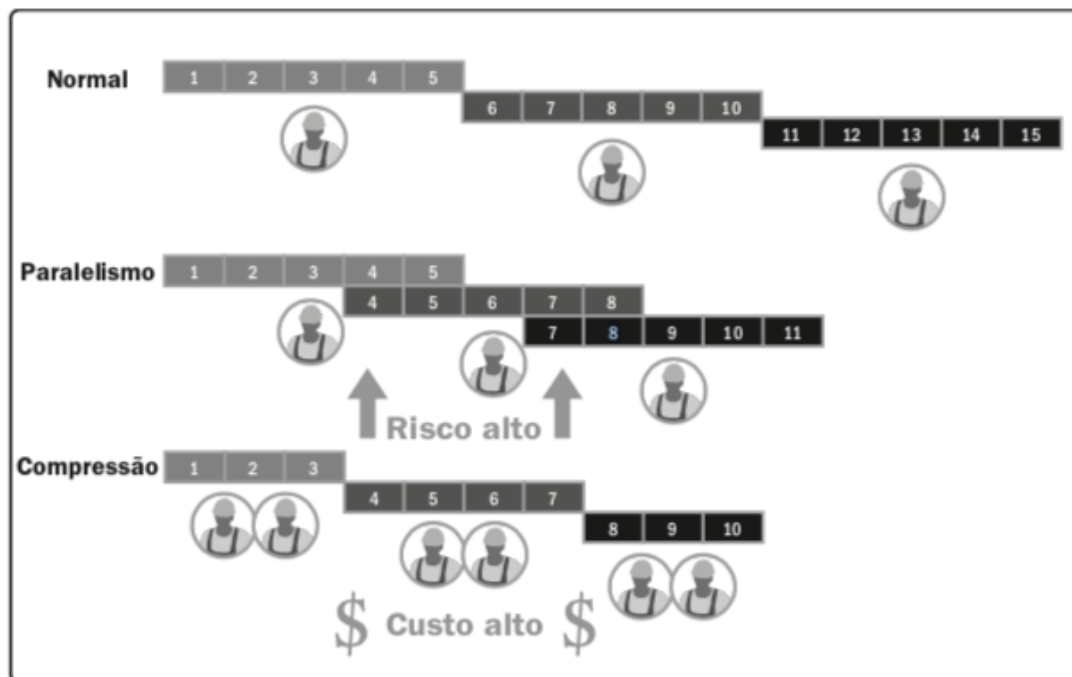 Normal
1 2 3 4 5
6 7 8 9 10
11 12 13 14 15
Paralelismo
1 2 3 4 5
4 5 6 7 8
7 8 9 10 11
Risco alto
Compressão
1 2 3
4 5 6 7
8 9 10
$ Custo alto $